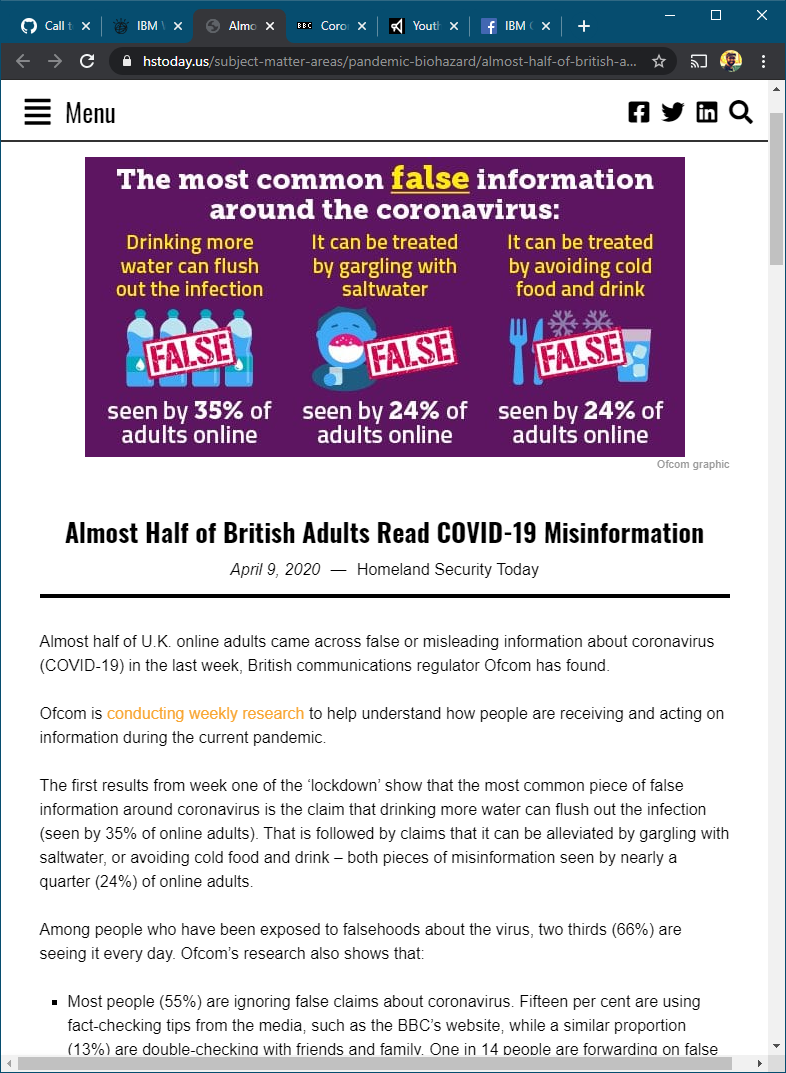 Call t
IBM V
Almo
BBC Coro
Yout
IBM C
hstoday.us/subject-matter-areas/pandemic-biohazard/almost-half-of-british-a...
Menu
The most common false information
around the coronavirus:
Drinking more
water can flush
out the infection
FALSE
seen by 35% of
adults online
It can be treated
by gargling with
saltwater
FALSE
seen by 24% of
adults online
It can be treated
by avoiding cold
food and drink
FALSE
seen by 24% of
adults online
Ofcom graphic
Almost Half of British Adults Read COVID-19 Misinformation
April 9, 2020 — Homeland Security Today
Almost half of U.K. online adults came across false or misleading information about coronavirus
(COVID-19) in the last week, British communications regulator Ofcom has found.
Ofcom is conducting weekly research to help understand how people are receiving and acting on
information during the current pandemic.
The first results from week one of the ‘lockdown’ show that the most common piece of false
information around coronavirus is the claim that drinking more water can flush out the infection
(seen by 35% of online adults). That is followed by claims that it can be alleviated by gargling with
saltwater, or avoiding cold food and drink – both pieces of misinformation seen by nearly a
quarter (24%) of online adults.
Among people who have been exposed to falsehoods about the virus, two thirds (66%) are
seeing it every day. Ofcom’s research also shows that:
Most people (55%) are ignoring false claims about coronavirus. Fifteen per cent are using
fact-checking tips from the media, such as the BBC’s website, while a similar proportion
(13%) are double-checking with friends and family. One in 14 people are forwarding on false